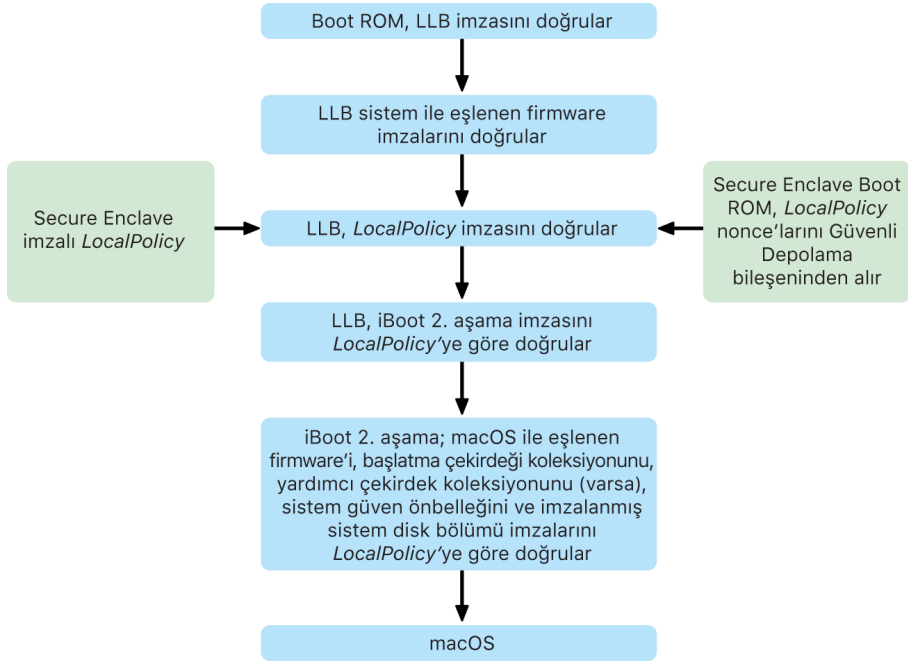 Boot ROM, LLB imzasını doğrular
LLB sistem ile eşlenen firmware
imzalarını doğrular
Secure Enclave
imzalı LocalPolicy
LLB, LocalPolicy imzasını doğrular
Secure Enclave Boot
ROM, LocalPolicy
nonce’larını Güvenli
Depolama
bileşeninden alır
LLB, iBoot 2. aşama imzasını
LocalPolicy’ye göre doğrular
iBoot 2. aşama; macOS ile eşlenen
firmware’i, başlatma çekirdeği koleksiyonunu,
yardımcı çekirdek koleksiyonunu (varsa),
sistem güven önbelleğini ve imzalanmış
sistem disk bölümü imzalarını
LocalPolicy’ye göre doğrular
macOS